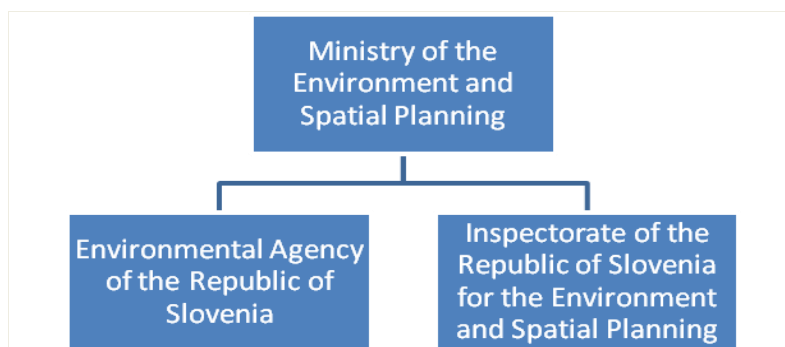 Ministry of the
Environment and
Spatial Planning
Environmental Agency
of the Republic of
Slovenia
Inspectorate of the
Republic of Slovenia
for the Environment
and Spatial Planning